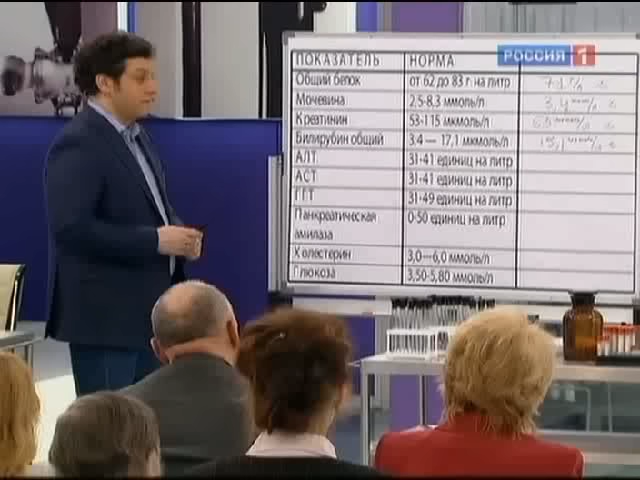 РОССИЯ 1
ПОКАЗАТЕЛЬ НОРМА
Общий белок от 62 до 83 г. на литр
Мочевина 2,5-8,3 ммоль/л
Креатинин 53-115 мкмоль/л
Билирубин общий 3,4 — 17,1 мкмоль/л
АЛТ 31-41 единиц на литр
АСТ 31-41 единиц на литр
ГГТ 31-49 единиц на литр
Панкреатическая 0-50 единиц на литр
амилаза
Холестерин 3,0—6,0 ммоль/л
Глюкоза 3,50-5,80 ммоль/л